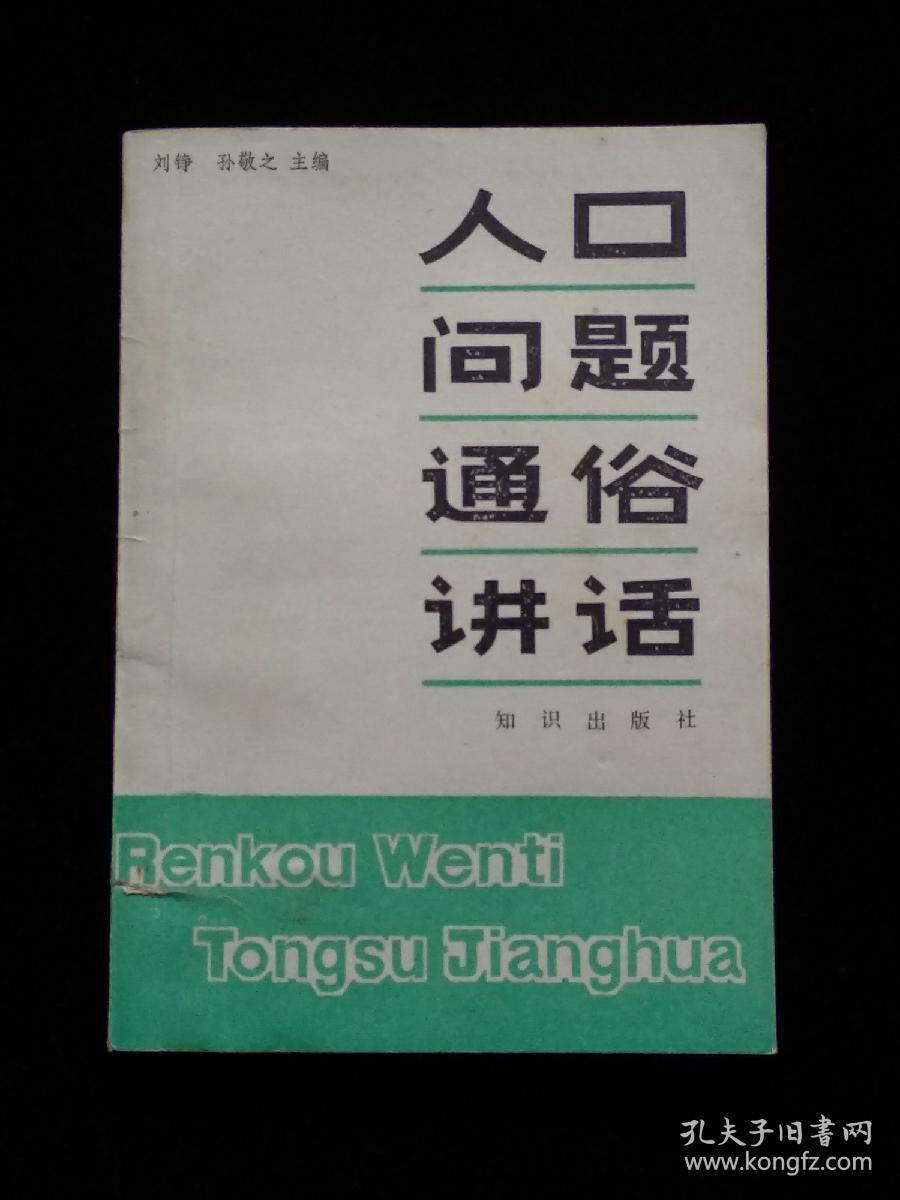 刘铮 孙敬之 主编
人口
问题
通俗
讲话
知识出版社
Renkou Wenti
Tongsu Jianghua
孔夫子旧书网
www.kongfz.com